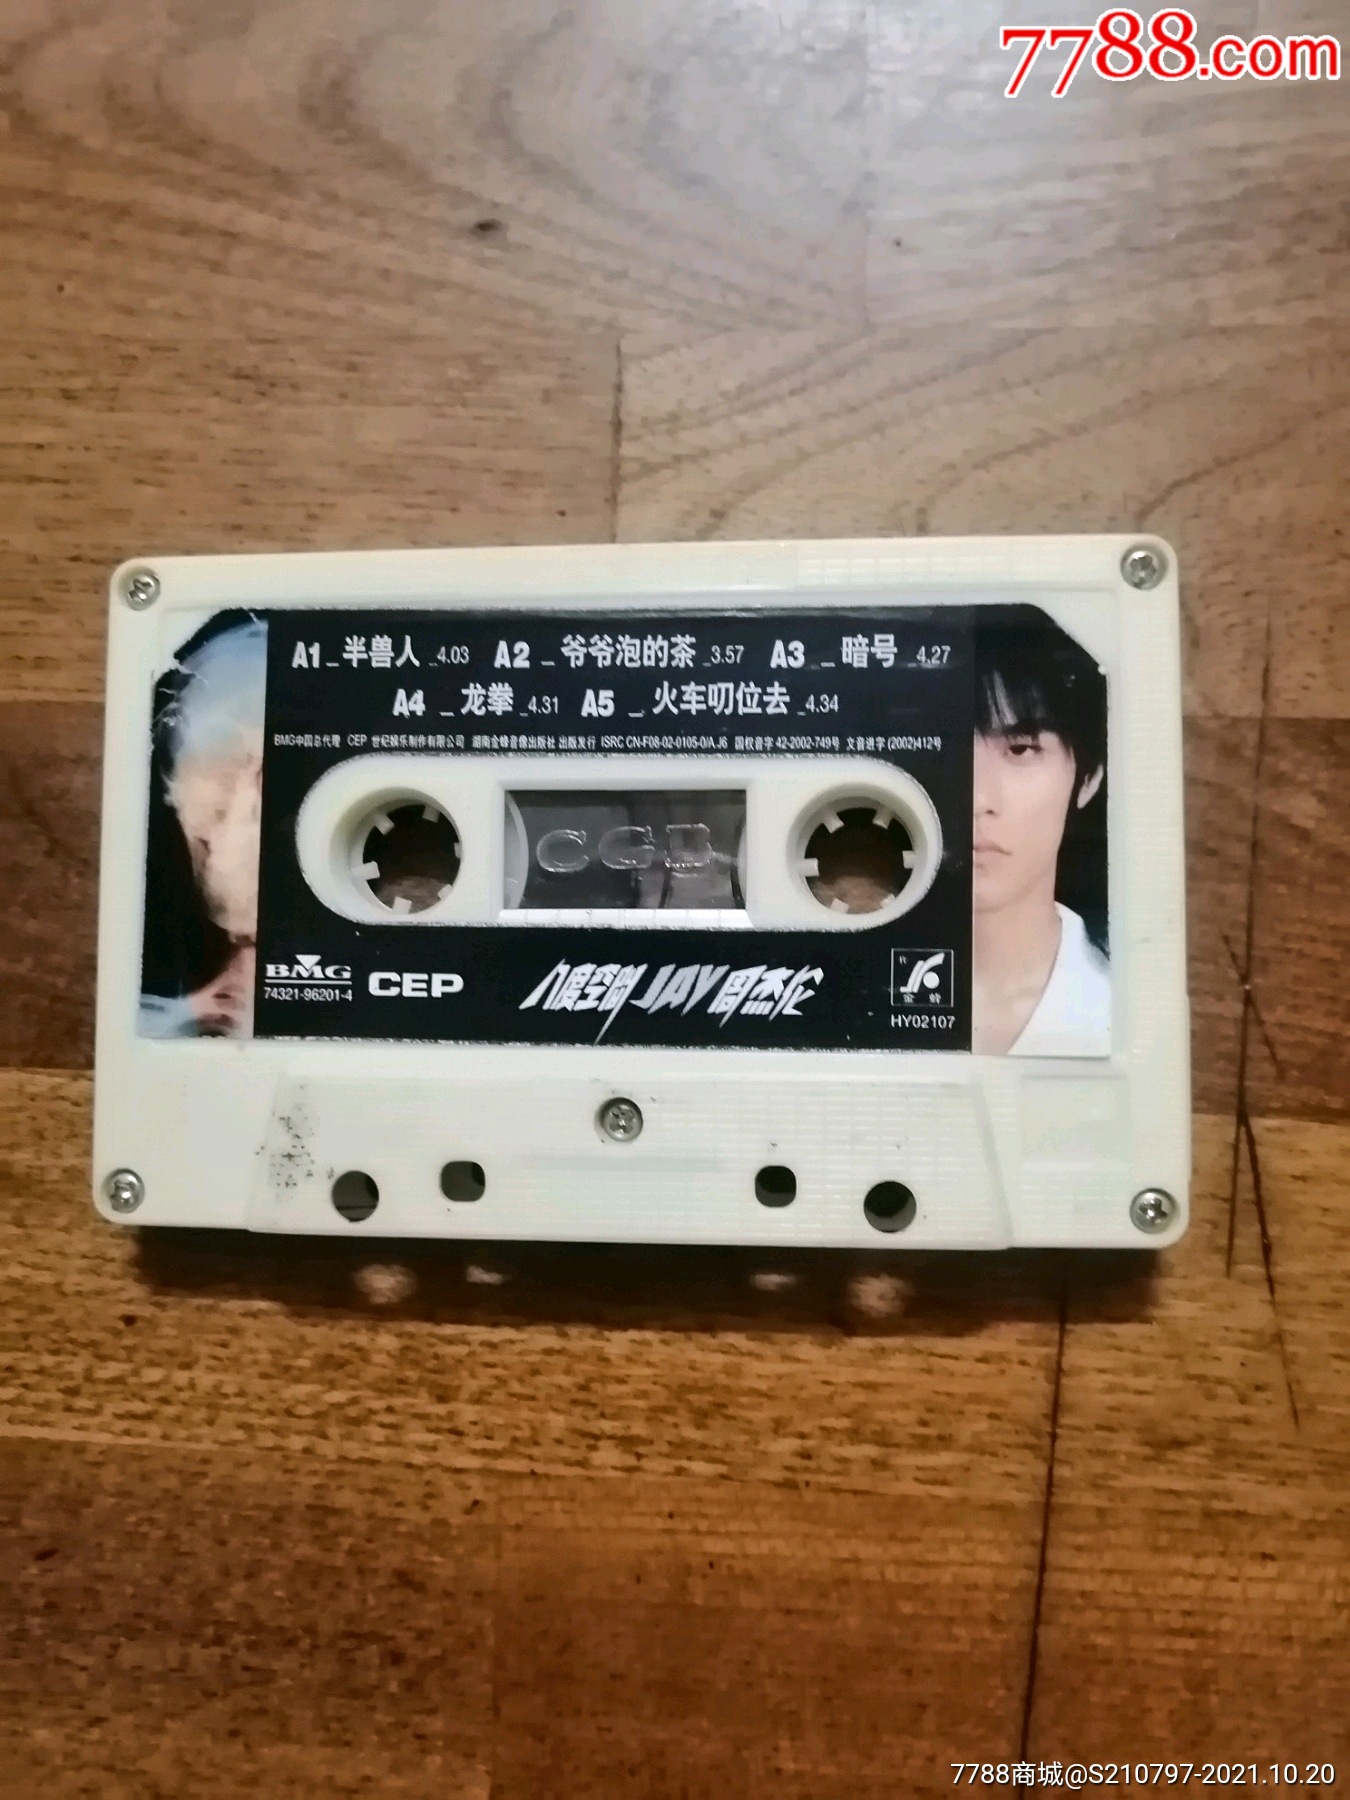 7788.com
A1_半兽人_4.03 A2_爷爷泡的茶_3.57 A3_暗号_4.27
A4_龙拳_4.31 A5_火车叨位去_4.34
BMG中国总代理 CEP 世纪娱乐制作有限公司 湖南金蜂音像出版社 出版发行 ISRC CN-F08-02-0105-0/A.J6 国权音字 42-2002-749号 文音进字 (2002)412号
CGB
BMG
74321-96201-4
CEP
八度空间 JAY 周杰伦
金蜂
HY02107
7788商城@S210797-2021.10.20